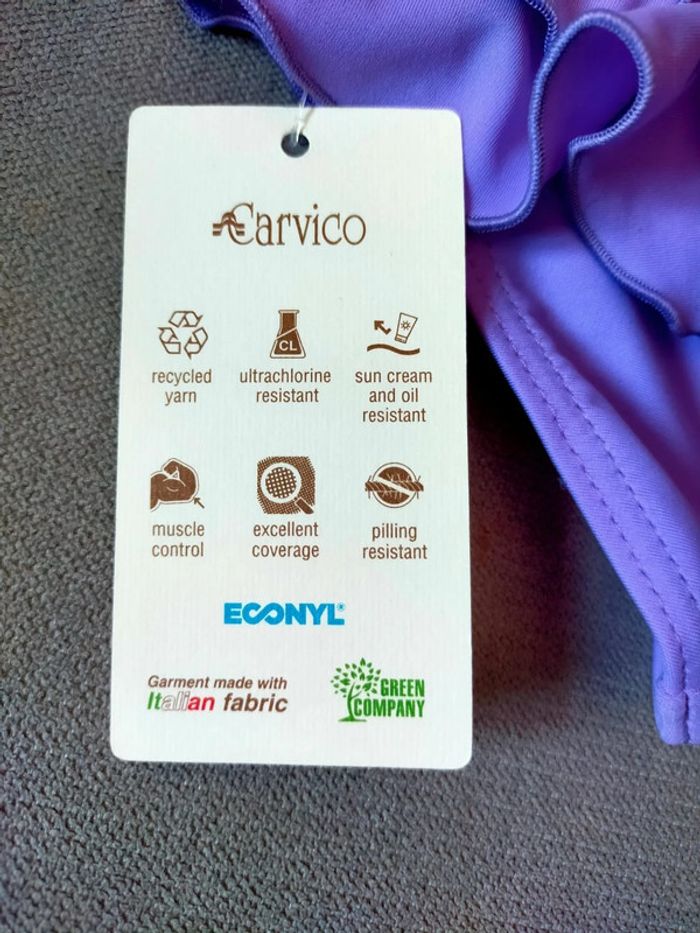 Carvico
recycled yarn
ultrachlorine resistant
CL
sun cream and oil resistant
muscle control
excellent coverage
pilling resistant
ECONYL®
Garment made with
Italian fabric
GREEN
COMPANY